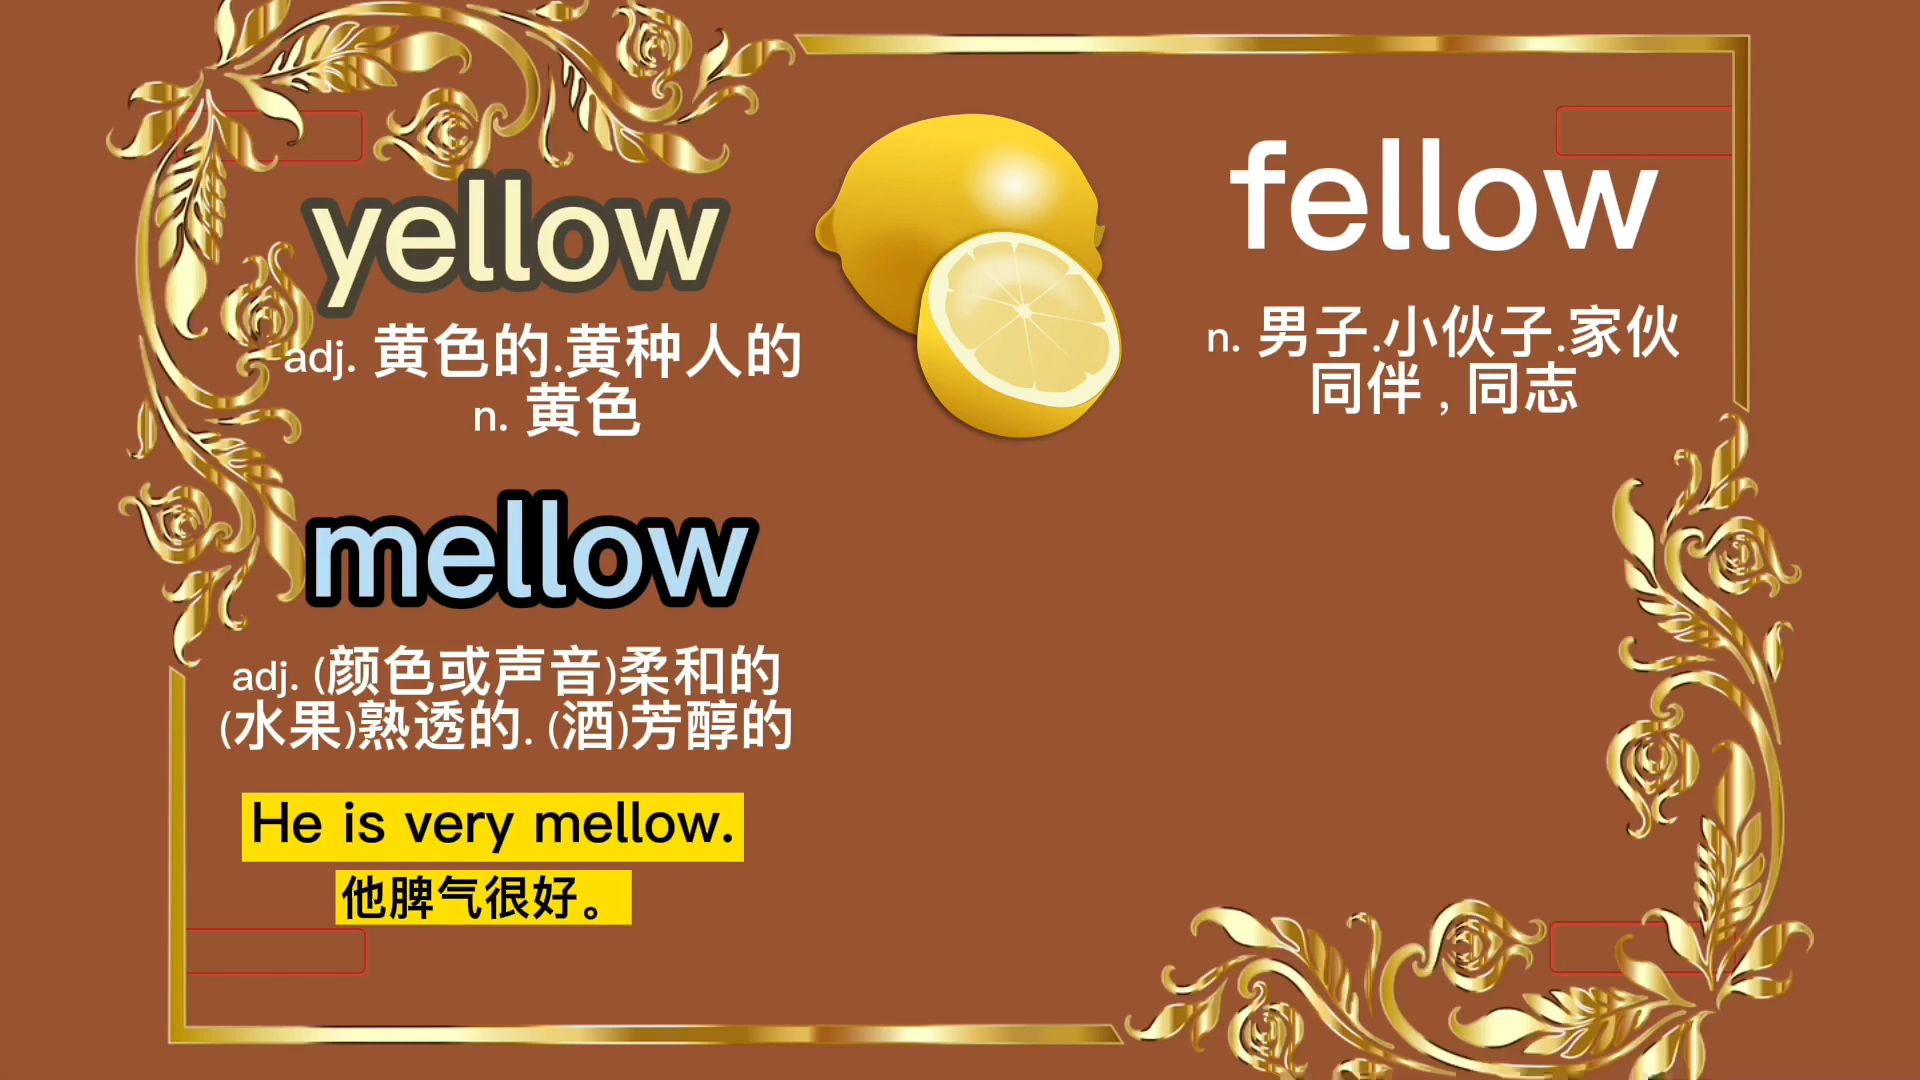 yellow
adj. 黄色的.黄种人的
n. 黄色
fellow
n. 男子.小伙子.家伙
同伴 , 同志
mellow
adj. (颜色或声音)柔和的
(水果)熟透的. (酒)芳醇的
He is very mellow.
他脾气很好。